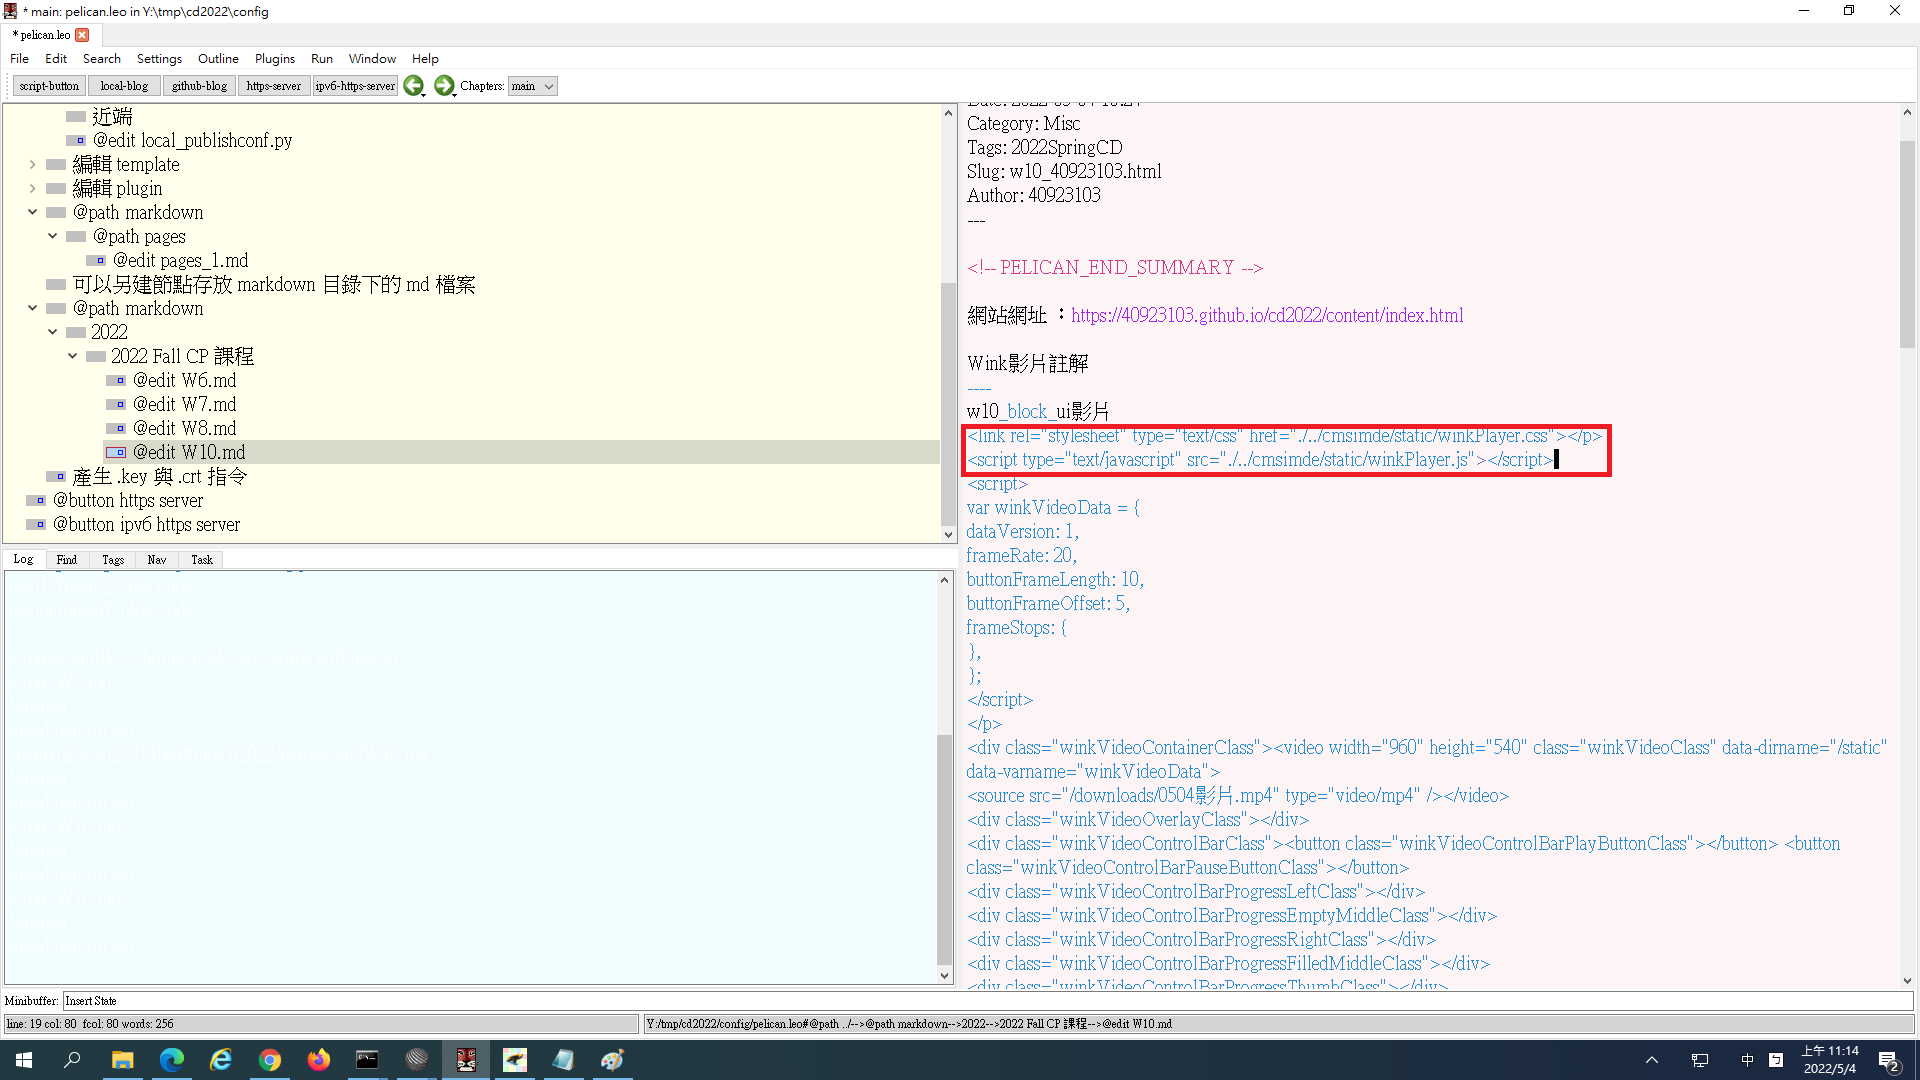 * main: pelican.leo in Y:\tmp\cd2022\config
* pelican.leo
File Edit Search Settings Outline Plugins Run Window Help
script-button local-blog github-blog https-server ipv6-https-server Chapters: main
近端
@edit local_publishconf.py
編輯 template
編輯 plugin
@path markdown
@path pages
@edit pages_1.md
可以另建節點存放 markdown 目錄下的 md 檔案
@path markdown
2022
2022 Fall CP 課程
@edit W6.md
@edit W7.md
@edit W8.md
@edit W10.md
產生 .key 與 .crt 指令
@button https server
@button ipv6 https server
Log Find Tags Nav Task
Category: Misc
Tags: 2022SpringCD
Slug: w10_40923103.html
Author: 40923103
---
<!-- PELICAN_END_SUMMARY -->
網站網址 ：https://40923103.github.io/cd2022/content/index.html
Wink影片註解
----
w10_block_ui影片
<link rel="stylesheet" type="text/css" href="./../cmsimde/static/winkPlayer.css"></p>
<script type="text/javascript" src="./../cmsimde/static/winkPlayer.js"></script>
<script>
var winkVideoData = {
dataVersion: 1,
frameRate: 20,
buttonFrameLength: 10,
buttonFrameOffset: 5,
frameStops: {
},
};
</script>
</p>
<div class="winkVideoContainerClass"><video width="960" height="540" class="winkVideoClass" data-dirname="/static"
data-varname="winkVideoData">
<source src="/downloads/0504影片.mp4" type="video/mp4" /></video>
<div class="winkVideoOverlayClass"></div>
<div class="winkVideoControlBarClass"><button class="winkVideoControlBarPlayButtonClass"></button> <button
class="winkVideoControlBarPauseButtonClass"></button>
<div class="winkVideoControlBarProgressLeftClass"></div>
<div class="winkVideoControlBarProgressEmptyMiddleClass"></div>
<div class="winkVideoControlBarProgressRightClass"></div>
<div class="winkVideoControlBarProgressFilledMiddleClass"></div>
<div class="winkVideoControlBarProgressThumbClass"></div>
Minibuffer: Insert State
line: 19 col: 80 fcol: 80 words: 256
Y:/tmp/cd2022/config/pelican.leo#@path ../-->@path markdown-->2022-->2022 Fall CP 課程-->@edit W10.md
中
上午 11:14
2022/5/4
2